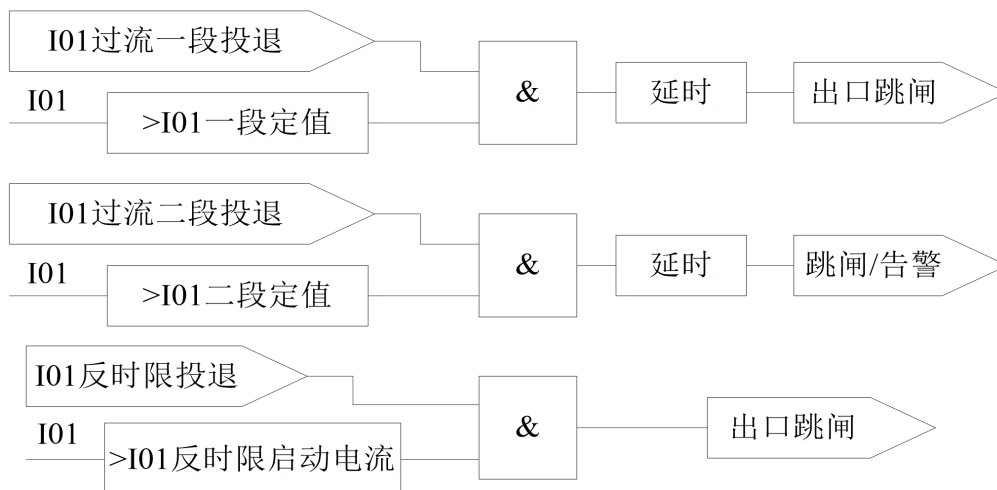 I01过流一段投退
I01
>I01一段定值
&
延时
出口跳闸
I01过流二段投退
I01
>I01二段定值
&
延时
跳闸/告警
I01反时限投退
I01
>I01反时限启动电流
&
出口跳闸